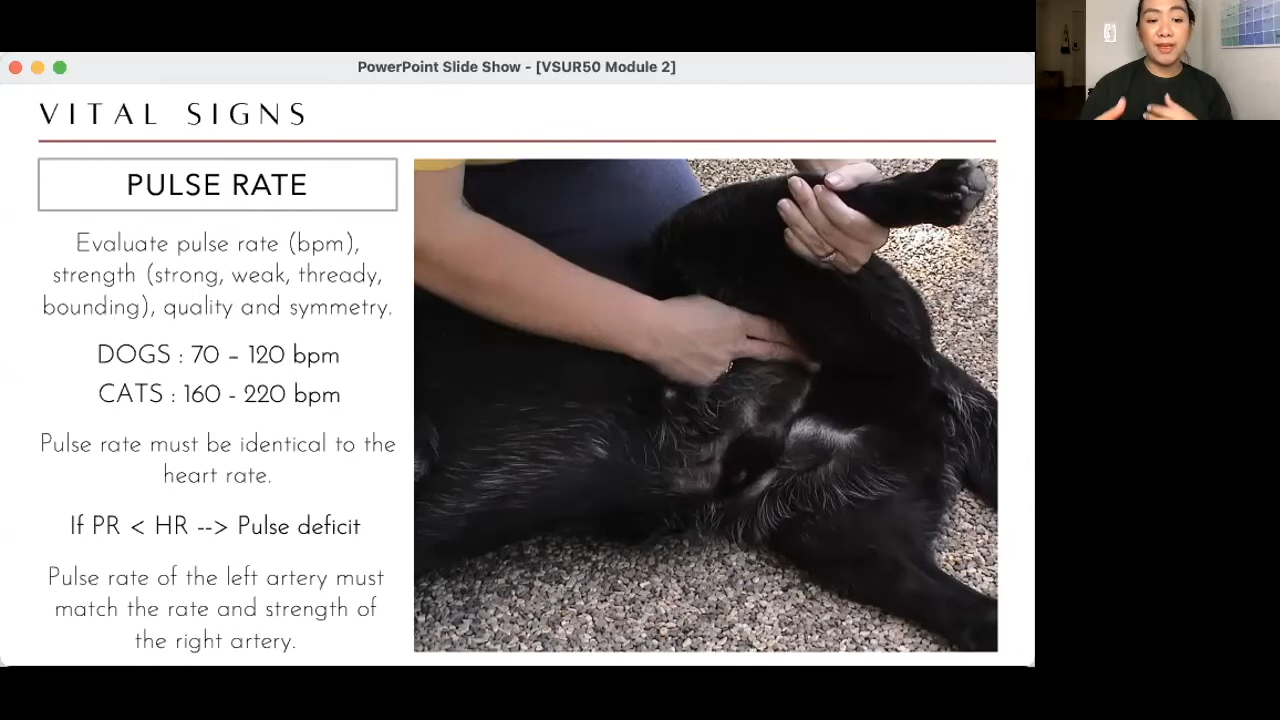 PowerPoint Slide Show - [VSUR50 Module 2]
VITAL SIGNS
PULSE RATE
Evaluate pulse rate (bpm),
strength (strong, weak, thready,
bounding), quality and symmetry.
DOGS : 70 – 120 bpm
CATS : 160 - 220 bpm
Pulse rate must be identical to the
heart rate.
If PR < HR --> Pulse deficit
Pulse rate of the left artery must
match the rate and strength of
the right artery.